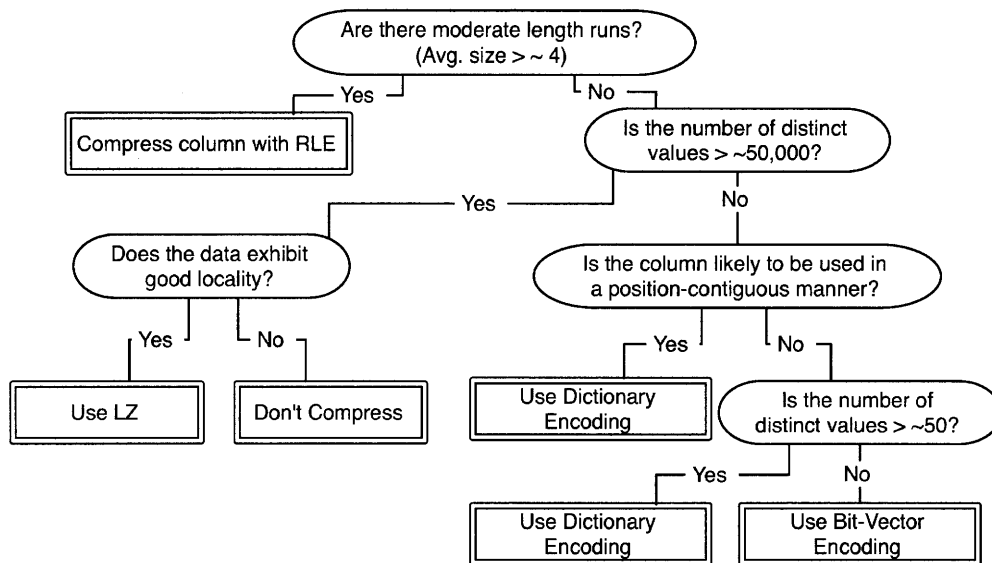 Are there moderate length runs?
(Avg. size > ~ 4)
Yes
No
Compress column with RLE
Is the number of distinct
values > ~50,000?
Yes
No
Does the data exhibit
good locality?
Is the column likely to be used in
a position-contiguous manner?
Yes
No
Yes
No
Use LZ
Don't Compress
Use Dictionary
Encoding
Is the number of
distinct values > ~50?
Yes
No
Use Dictionary
Encoding
Use Bit-Vector
Encoding